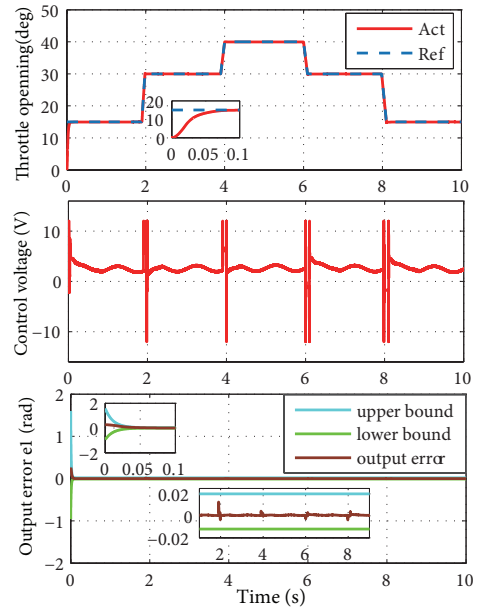 50
40
30
20
10
0
Throttle openning(deg)
Act
Ref
20
10
0
0 0.05 0.1
0 2 4 6 8 10
10
0
−10
Control voltage (V)
0 2 4 6 8 10
2
1
0
−1
−2
Output error e1 (rad)
2
0
−2
0 0.05 0.1
upper bound
lower bound
output error
0.02
0
−0.02
2 4 6 8
0 2 4 6 8 10
Time (s)